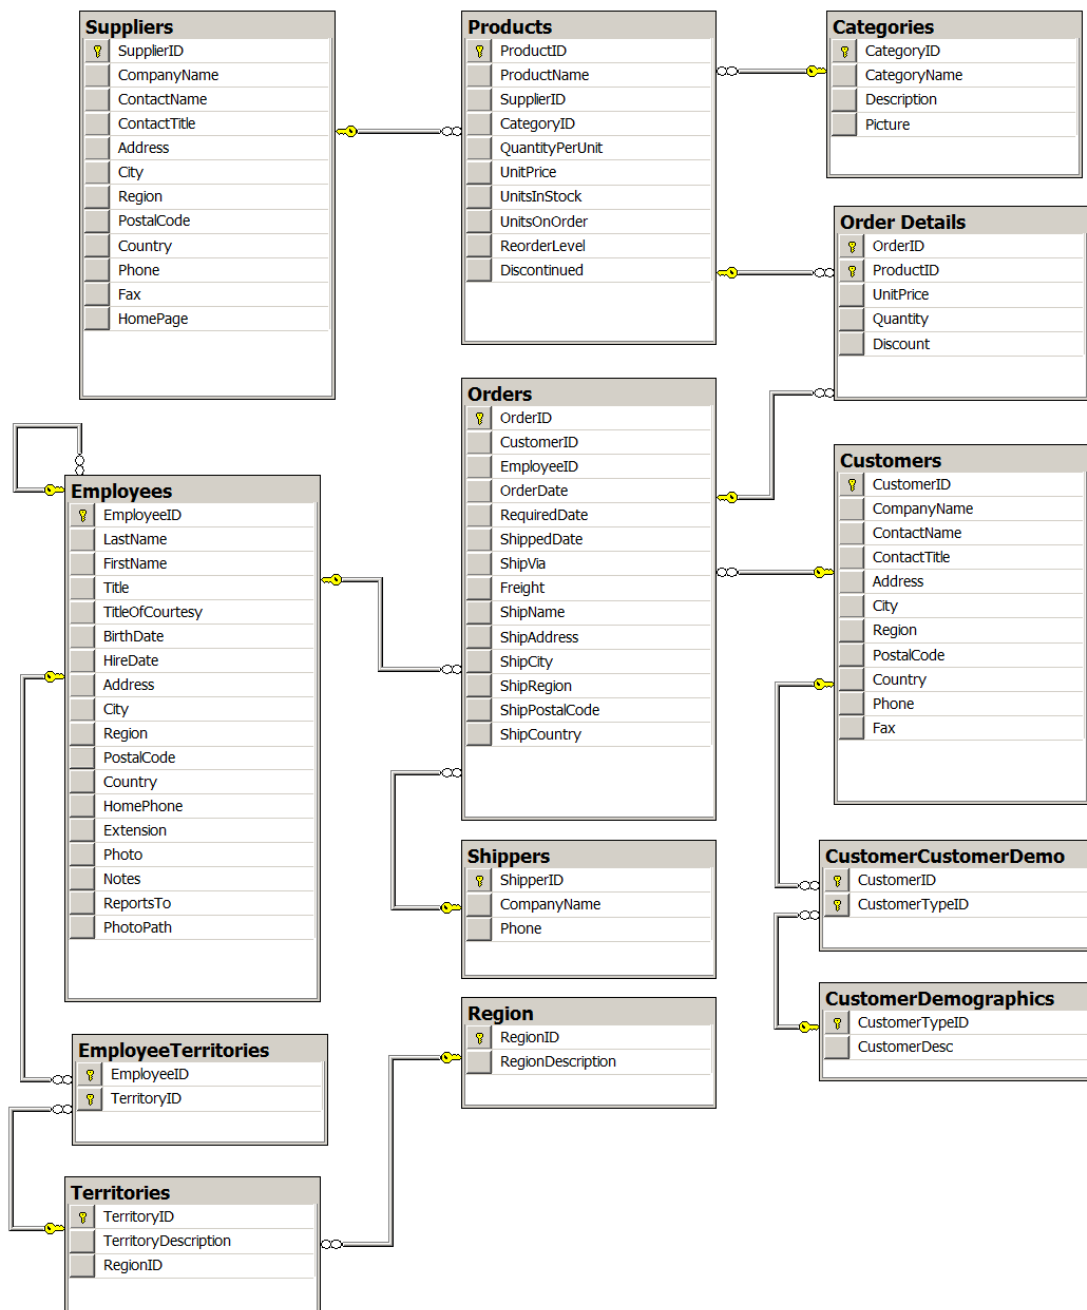 Suppliers
SupplierID
CompanyName
ContactName
ContactTitle
Address
City
Region
PostalCode
Country
Phone
Fax
HomePage
Products
ProductID
ProductName
SupplierID
CategoryID
QuantityPerUnit
UnitPrice
UnitsInStock
UnitsOnOrder
ReorderLevel
Discontinued
Categories
CategoryID
CategoryName
Description
Picture
Order Details
OrderID
ProductID
UnitPrice
Quantity
Discount
Orders
OrderID
CustomerID
EmployeeID
OrderDate
RequiredDate
ShippedDate
ShipVia
Freight
ShipName
ShipAddress
ShipCity
ShipRegion
ShipPostalCode
ShipCountry
Employees
EmployeeID
LastName
FirstName
Title
TitleOfCourtesy
BirthDate
HireDate
Address
City
Region
PostalCode
Country
HomePhone
Extension
Photo
Notes
ReportsTo
PhotoPath
Customers
CustomerID
CompanyName
ContactName
ContactTitle
Address
City
Region
PostalCode
Country
Phone
Fax
Shippers
ShipperID
CompanyName
Phone
CustomerCustomerDemo
CustomerID
CustomerTypeID
CustomerDemographics
CustomerTypeID
CustomerDesc
Region
RegionID
RegionDescription
EmployeeTerritories
EmployeeID
TerritoryID
Territories
TerritoryID
TerritoryDescription
RegionID